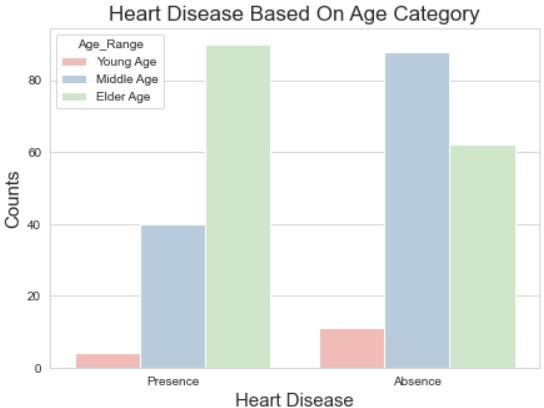 Heart Disease Based On Age Category
Age_Range
Young Age
Middle Age
Elder Age
Counts
80
60
40
20
0
Presence
Absence
Heart Disease